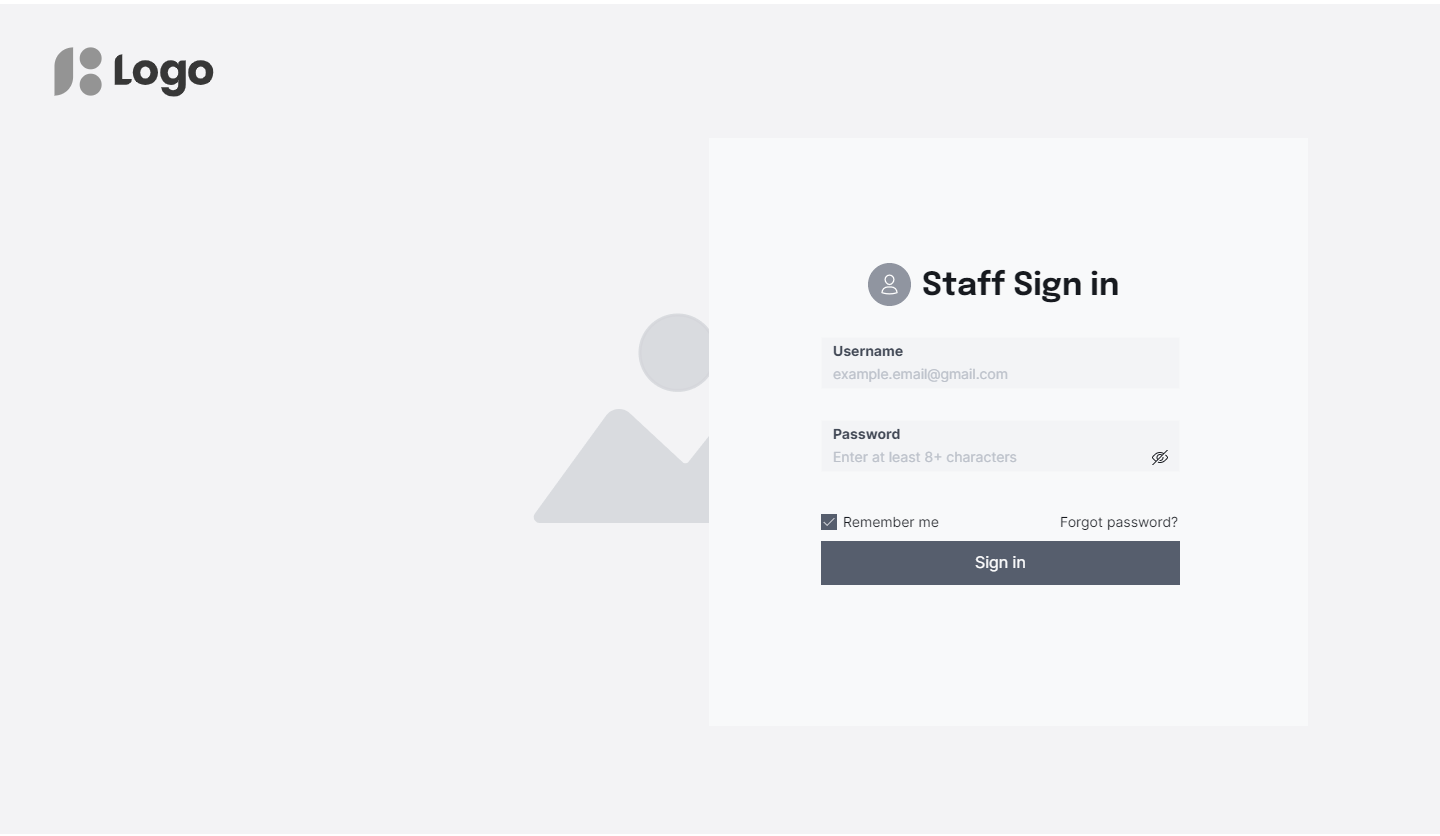 Logo
Staff Sign in
Username
example.email@gmail.com
Password
Enter at least 8+ characters
Remember me
Forgot password?
Sign in